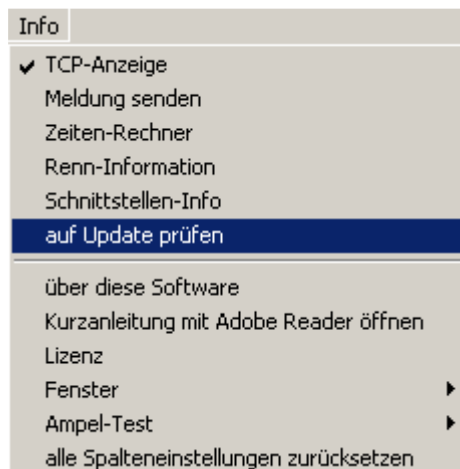 Info
TCP-Anzeige
Meldung senden
Zeiten-Rechner
Renn-Information
Schnittstellen-Info
auf Update prüfen
über diese Software
Kurzanleitung mit Adobe Reader öffnen
Lizenz
Fenster
Ampel-Test
alle Spalteneinstellungen zurücksetzen